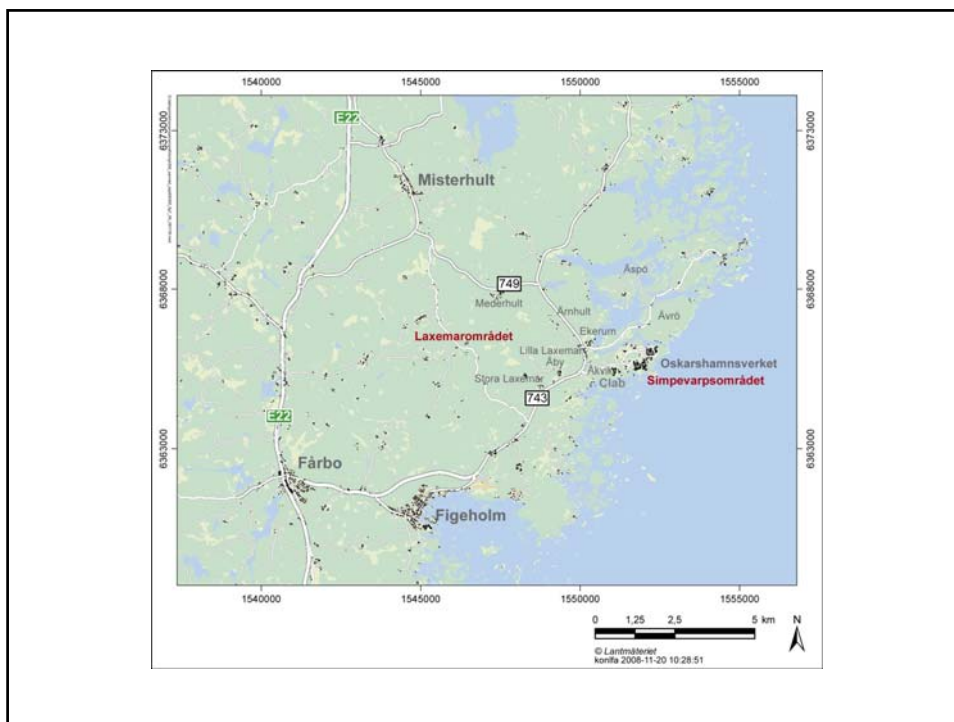 1540000 1545000 1550000 1555000
6373000 6373000
E22
Misterhult
Äspö
6368000 749 6368000
Mederhult
Ärnhult Ävrö
Laxemarområdet Ekerum
Lilla Laxemar
Åby Oskarshamnsverket
Stora Laxemar Åkvik Clab Simpevarpsområdet
743
E22
6363000 6363000
Fårbo
Figeholm
1540000 1545000 1550000 1555000
0 1,25 2,5 5 km N
© Lantmäteriet
konlfa 2008-11-20 10:28:51